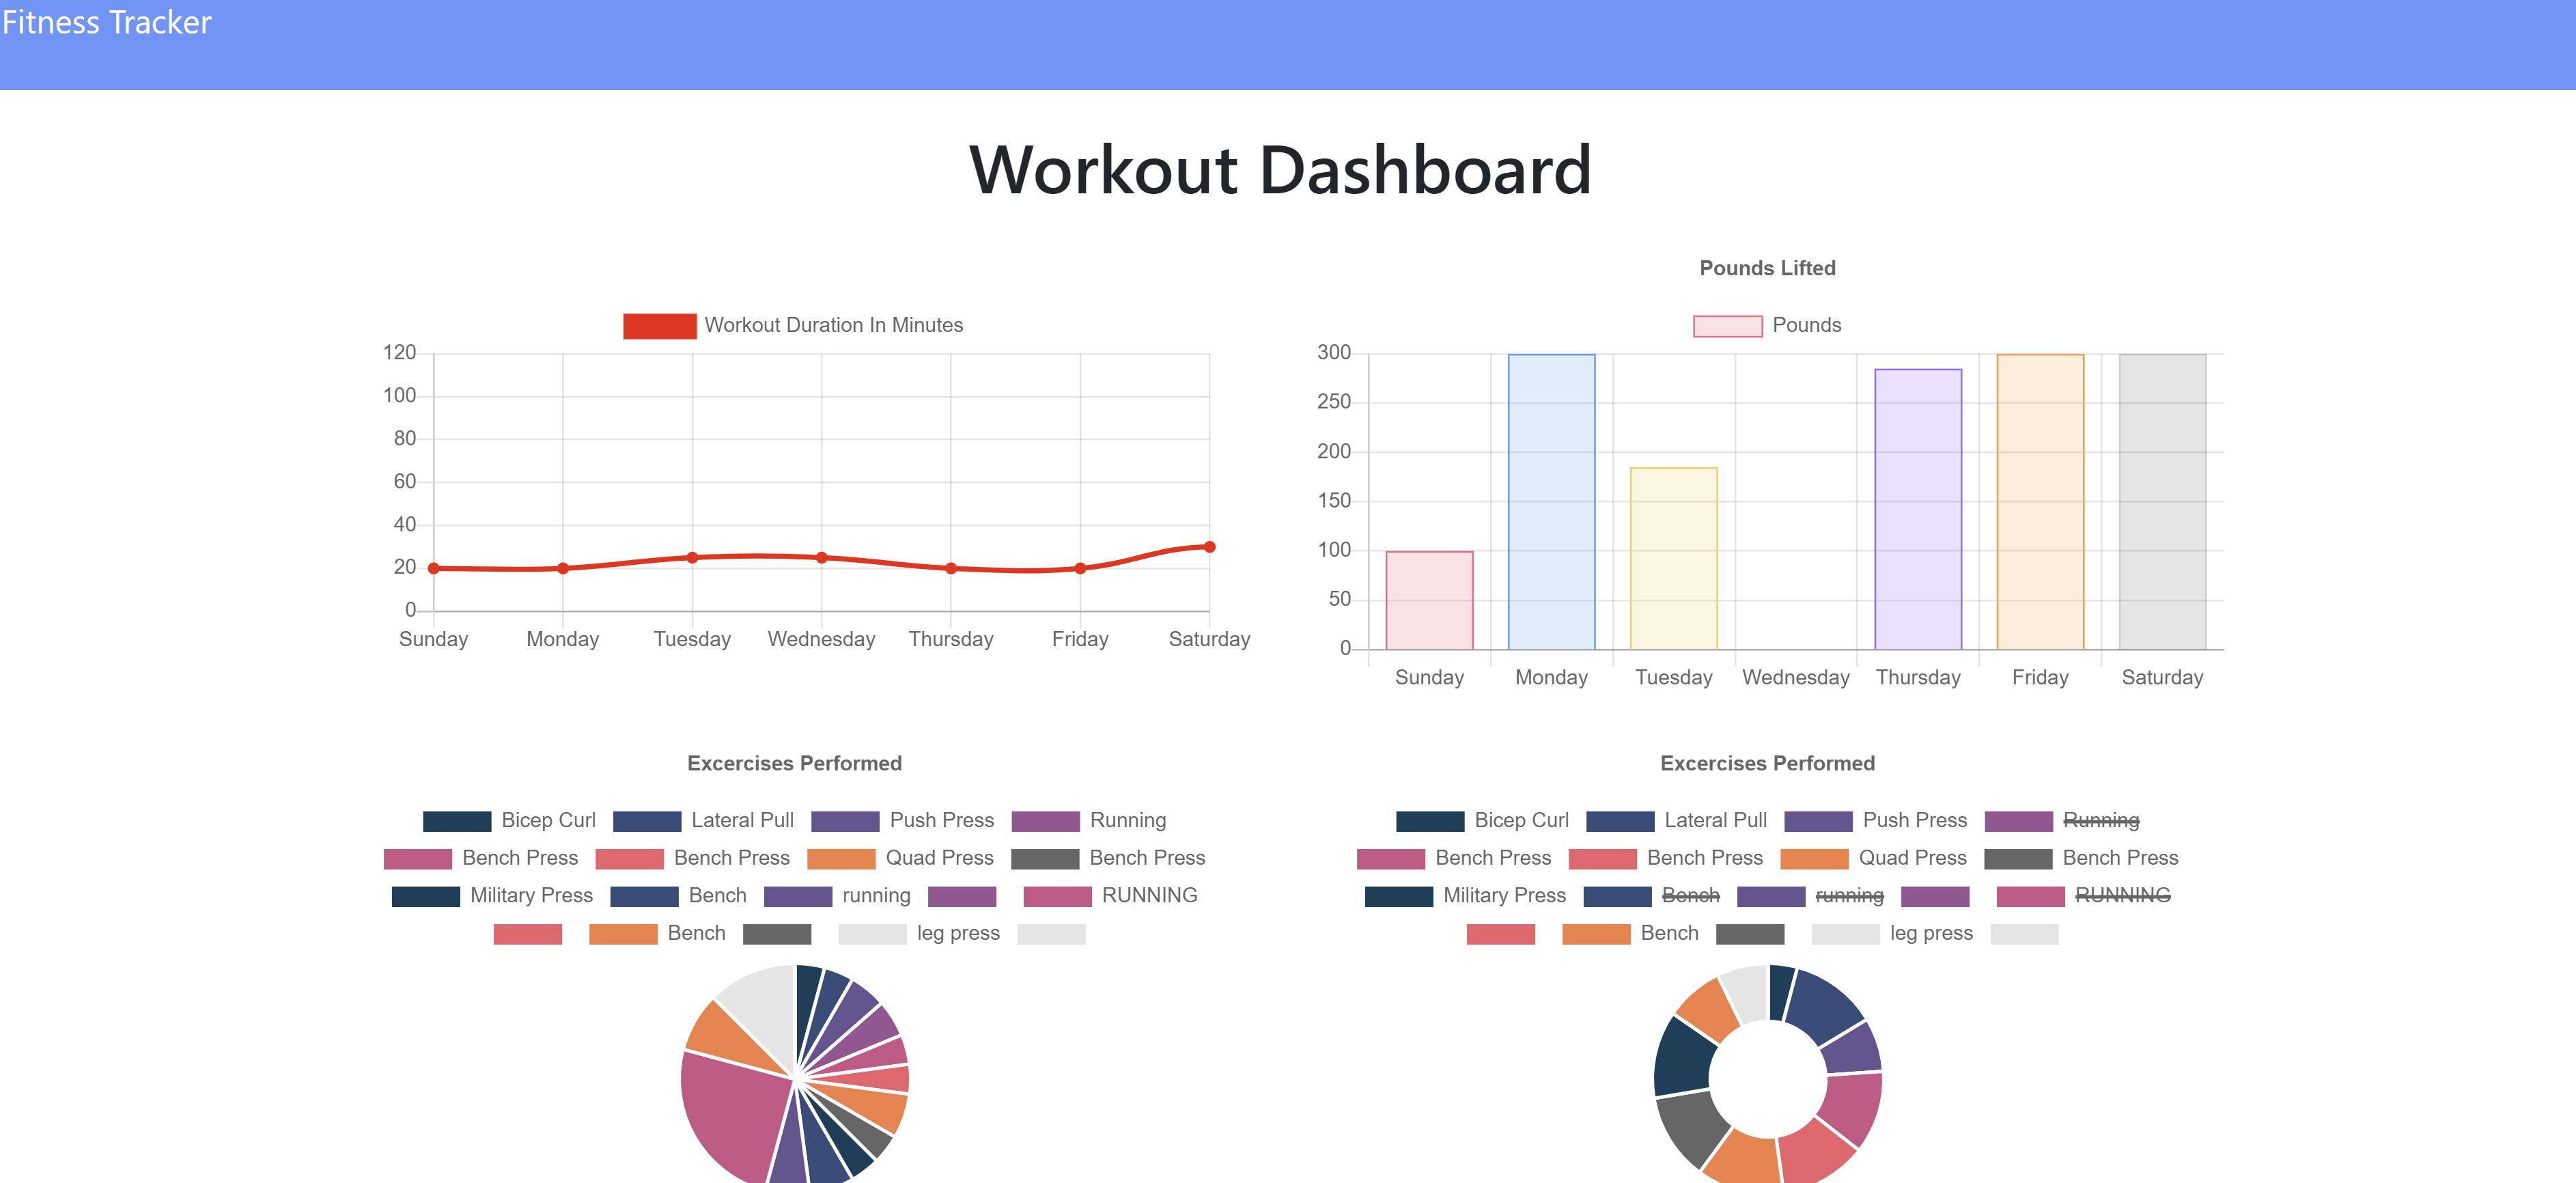 Fitness Tracker
Workout Dashboard
Workout Duration In Minutes
120
100
80
60
40
20
0
Sunday Monday Tuesday Wednesday Thursday Friday Saturday
Pounds Lifted
Pounds
300
250
200
150
100
50
0
Sunday Monday Tuesday Wednesday Thursday Friday Saturday
Excercises Performed
Bicep Curl Lateral Pull Push Press Running
Bench Press Bench Press Quad Press Bench Press
Military Press Bench running RUNNING
Bench leg press
Excercises Performed
Bicep Curl Lateral Pull Push Press Running
Bench Press Bench Press Quad Press Bench Press
Military Press Bench running RUNNING
Bench leg press